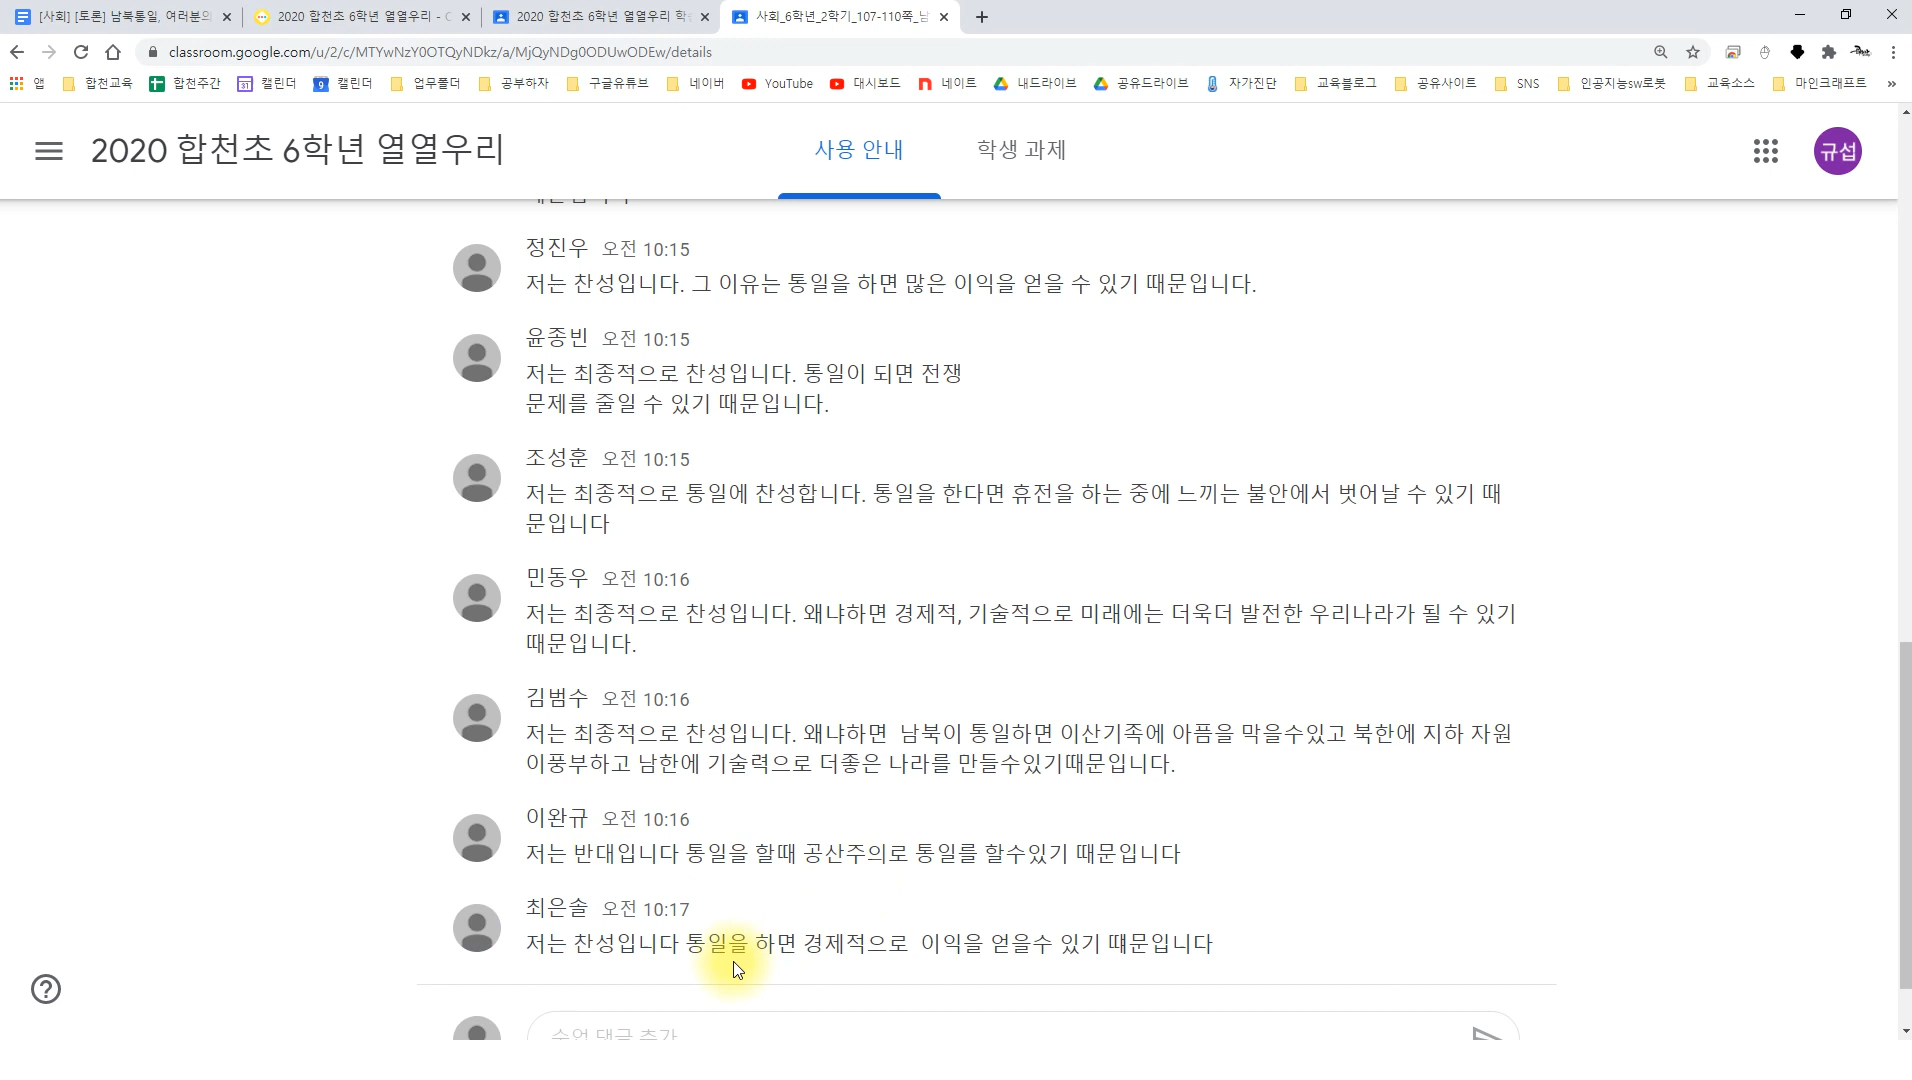 [사회] [토론] 남북통일, 여러분의
2020 합천초 6학년 열열우리 - C
2020 합천초 6학년 열열우리 학
사회_6학년_2학기_107-110쪽_남
classroom.google.com/u/2/c/MTYwNzY0OTQyNDkz/a/MjQyNDg0ODUwODEw/details
앱 합천교육 합천주간 31 캘린더 9 캘린더 업무폴더 공부하자 구글유튜브 네이버 YouTube 대시보드 네이트 내드라이브 공유드라이브 자가진단 교육블로그 공유사이트 SNS 인공지능sw로봇 교육소스 마인크래프트 »
2020 합천초 6학년 열열우리
사용 안내
학생 과제
규섭
정진우 오전 10:15
저는 찬성입니다. 그 이유는 통일을 하면 많은 이익을 얻을 수 있기 때문입니다.
윤종빈 오전 10:15
저는 최종적으로 찬성입니다. 통일이 되면 전쟁
문제를 줄일 수 있기 때문입니다.
조성훈 오전 10:15
저는 최종적으로 통일에 찬성합니다. 통일을 한다면 휴전을 하는 중에 느끼는 불안에서 벗어날 수 있기 때
문입니다
민동우 오전 10:16
저는 최종적으로 찬성입니다. 왜냐하면 경제적, 기술적으로 미래에는 더욱더 발전한 우리나라가 될 수 있기
때문입니다.
김범수 오전 10:16
저는 최종적으로 찬성입니다. 왜냐하면 남북이 통일하면 이산기족에 아픔을 막을수있고 북한에 지하 자원
이풍부하고 남한에 기술력으로 더좋은 나라를 만들수있기때문입니다.
이완규 오전 10:16
저는 반대입니다 통일을 할때 공산주의로 통일를 할수있기 때문입니다
최은솔 오전 10:17
저는 찬성입니다 통일을 하면 경제적으로 이익을 얻을수 있기 떄문입니다
수업 댓글 추가